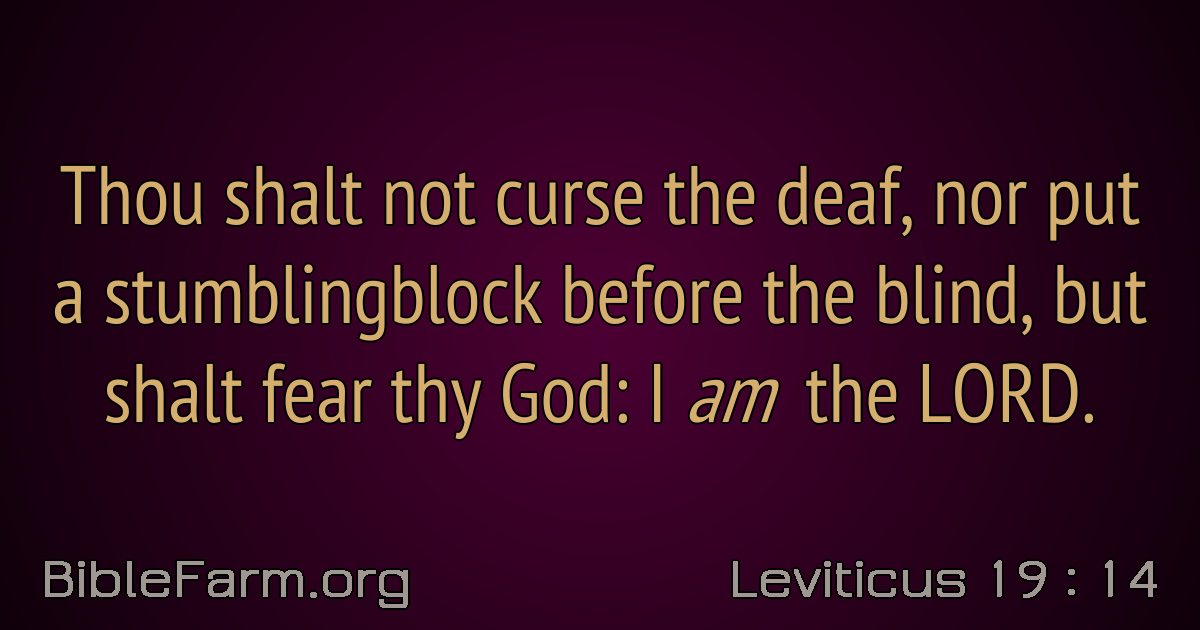 Thou shalt not curse the deaf, nor put
a stumblingblock before the blind, but
shalt fear thy God: I am the LORD.
BibleFarm.org
Leviticus 19 : 14